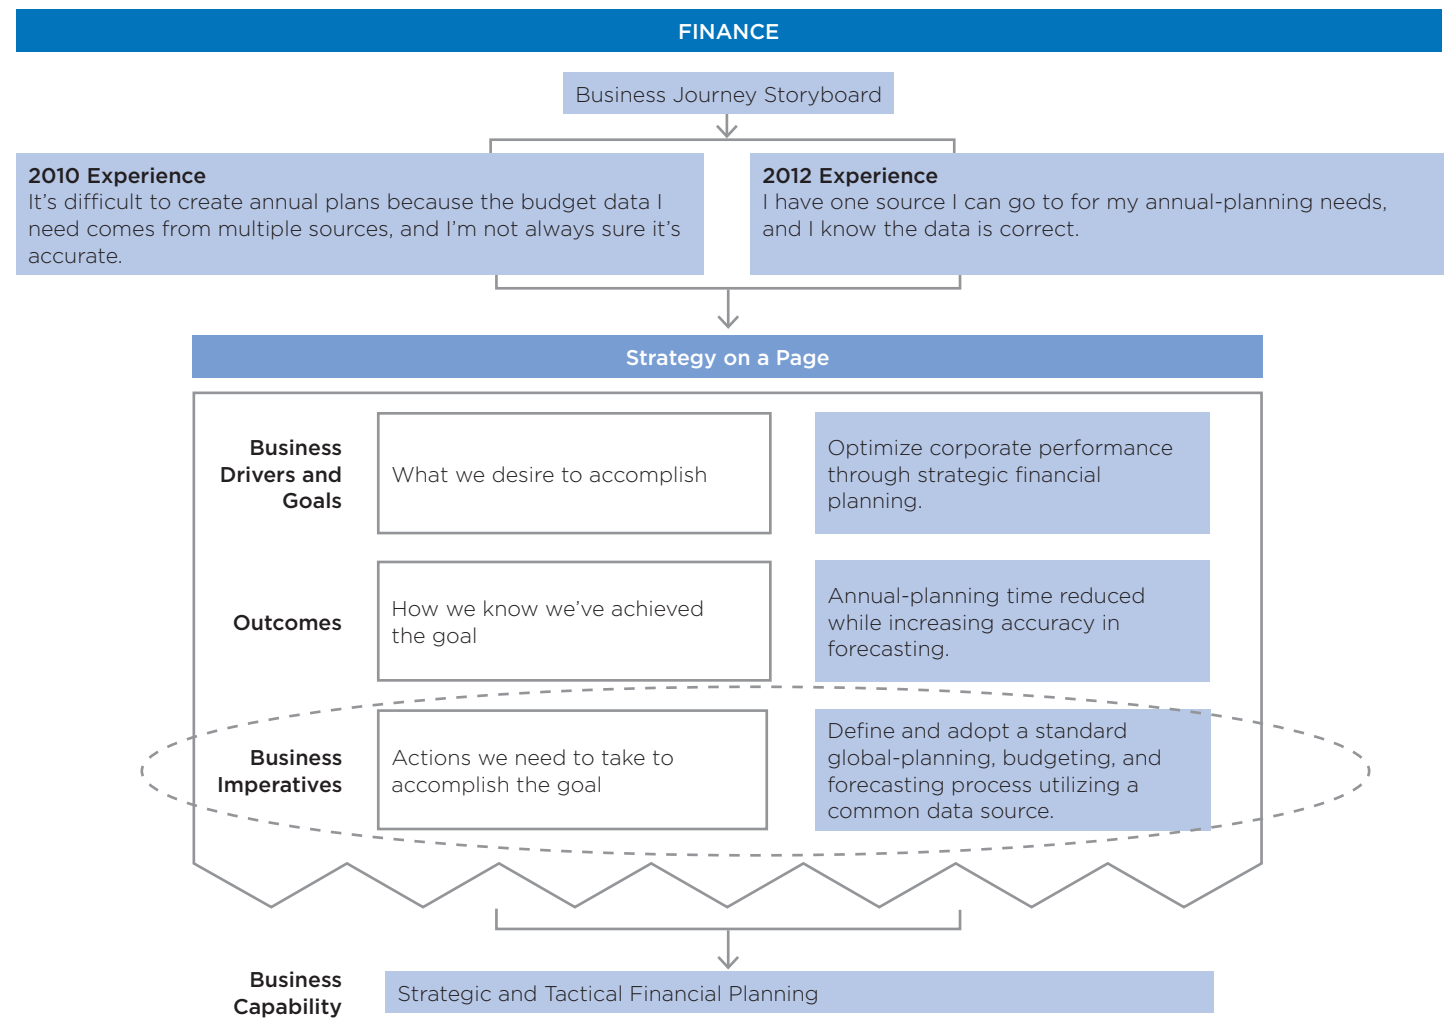 FINANCE
Business Journey Storyboard
2010 Experience
It’s difficult to create annual plans because the budget data I
need comes from multiple sources, and I’m not always sure it’s
accurate.
2012 Experience
I have one source I can go to for my annual-planning needs,
and I know the data is correct.
Strategy on a Page
Business
Drivers and
Goals
What we desire to accomplish
Optimize corporate performance
through strategic financial
planning.
Outcomes
How we know we’ve achieved
the goal
Annual-planning time reduced
while increasing accuracy in
forecasting.
Business
Imperatives
Actions we need to take to
accomplish the goal
Define and adopt a standard
global-planning, budgeting, and
forecasting process utilizing a
common data source.
Business
Capability
Strategic and Tactical Financial Planning